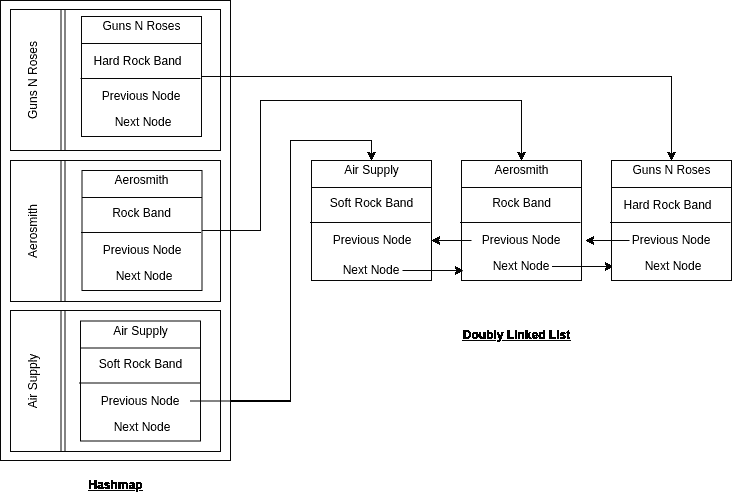 Guns N Roses
Guns N Roses
Hard Rock Band
Previous Node
Next Node
Aerosmith
Aerosmith
Rock Band
Previous Node
Next Node
Air Supply
Air Supply
Soft Rock Band
Previous Node
Next Node
Hashmap
Air Supply
Soft Rock Band
Previous Node
Next Node
Aerosmith
Rock Band
Previous Node
Next Node
Guns N Roses
Hard Rock Band
Previous Node
Next Node
Doubly Linked List